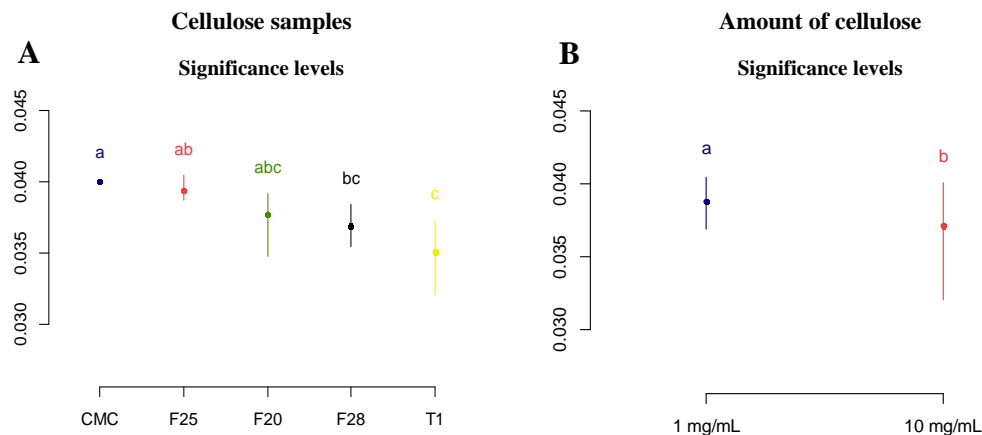 Cellulose samples
A
Significance levels
0.045
0.040
0.035
0.030
a
ab
abc
bc
c
CMC F25 F20 F28 T1
Amount of cellulose
B
Significance levels
0.045
0.040
0.035
0.030
a
b
1 mg/mL 10 mg/mL